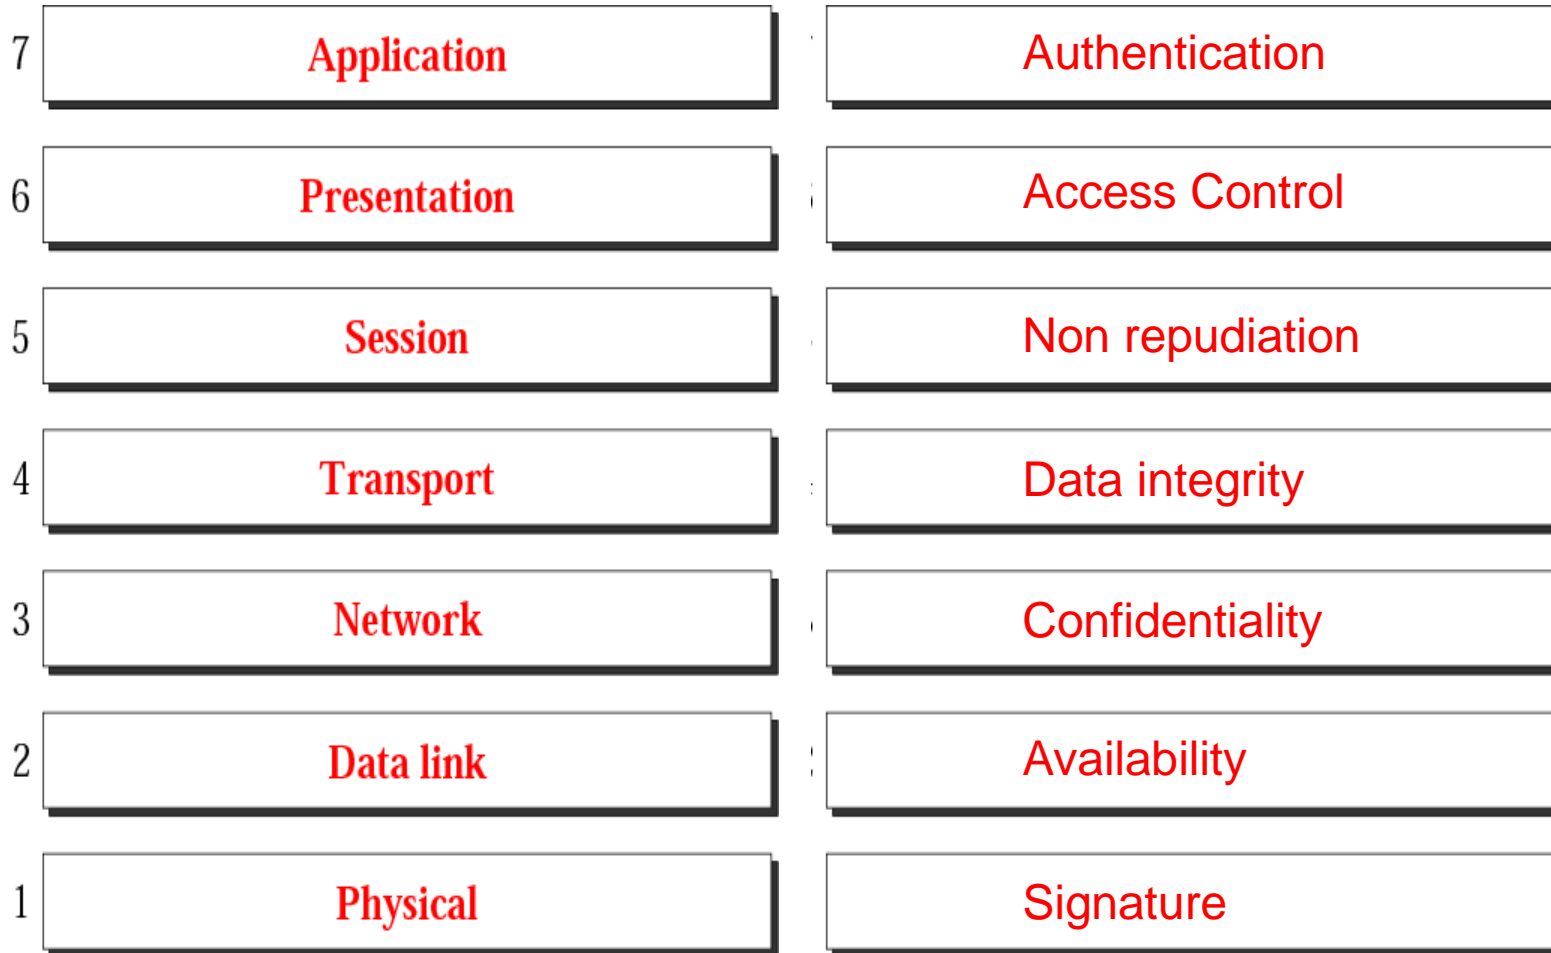 7 Application Authentication
6 Presentation Access Control
5 Session Non repudiation
4 Transport Data integrity
3 Network Confidentiality
2 Data link Availability
1 Physical Signature